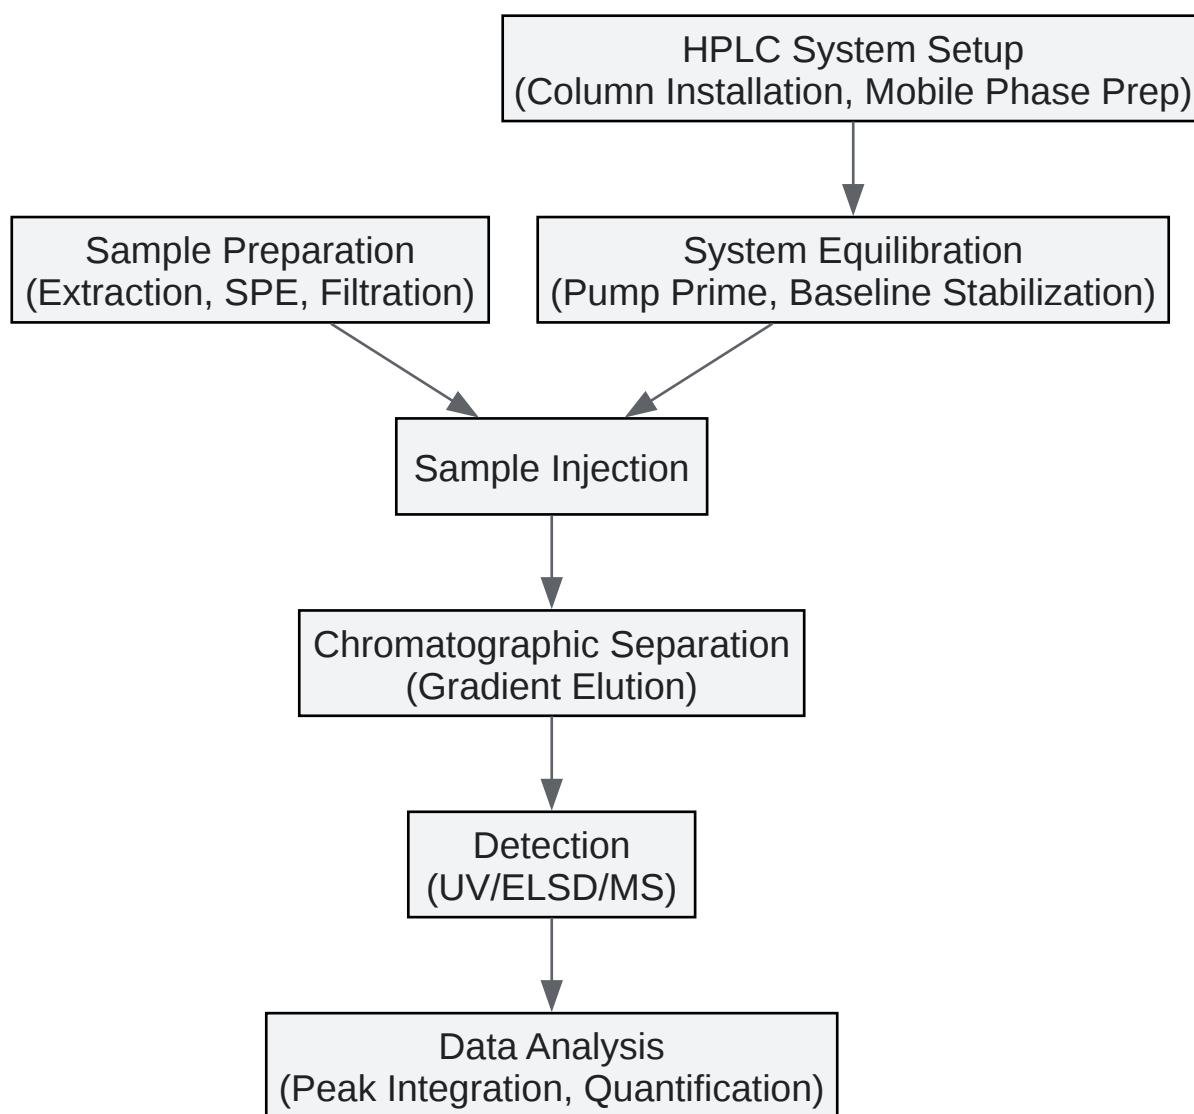 HPLC System Setup
(Column Installation, Mobile Phase Prep)
Sample Preparation
(Extraction, SPE, Filtration)
System Equilibration
(Pump Prime, Baseline Stabilization)
Sample Injection
Chromatographic Separation
(Gradient Elution)
Detection
(UV/ELSD/MS)
Data Analysis
(Peak Integration, Quantification)